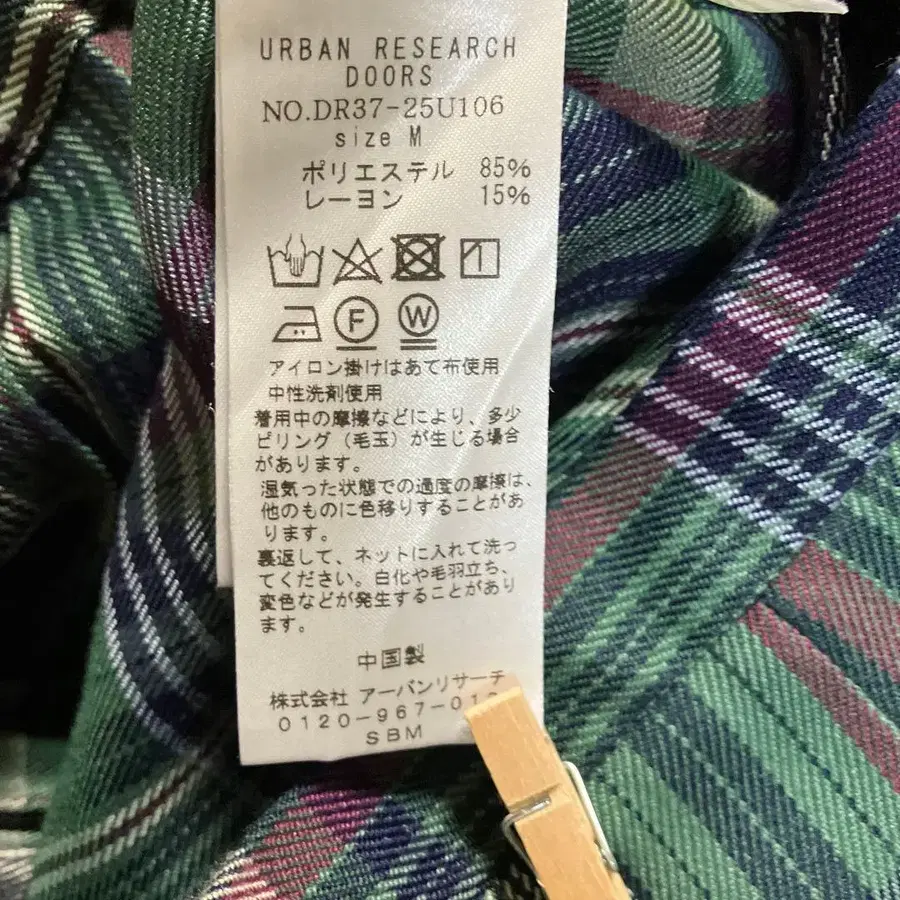 URBAN RESEARCH
DOORS
NO.DR37-25U106
size M
ポリエステル 85%
レーヨン 15%
F W
アイロン掛けはあて布使用
中性洗剤使用
着用中の摩擦などにより、多少
ピリング（毛玉）が生じる場合
があります。
湿気った状態での過度の摩擦は、
他のものに色移りすることがあ
ります。
裏返して、ネットに入れて洗っ
てください。白化や毛羽立ち、
変色などが発生することがあり
ます。
中国製
株式会社 アーバンリサーチ
0120-967-01
SBM